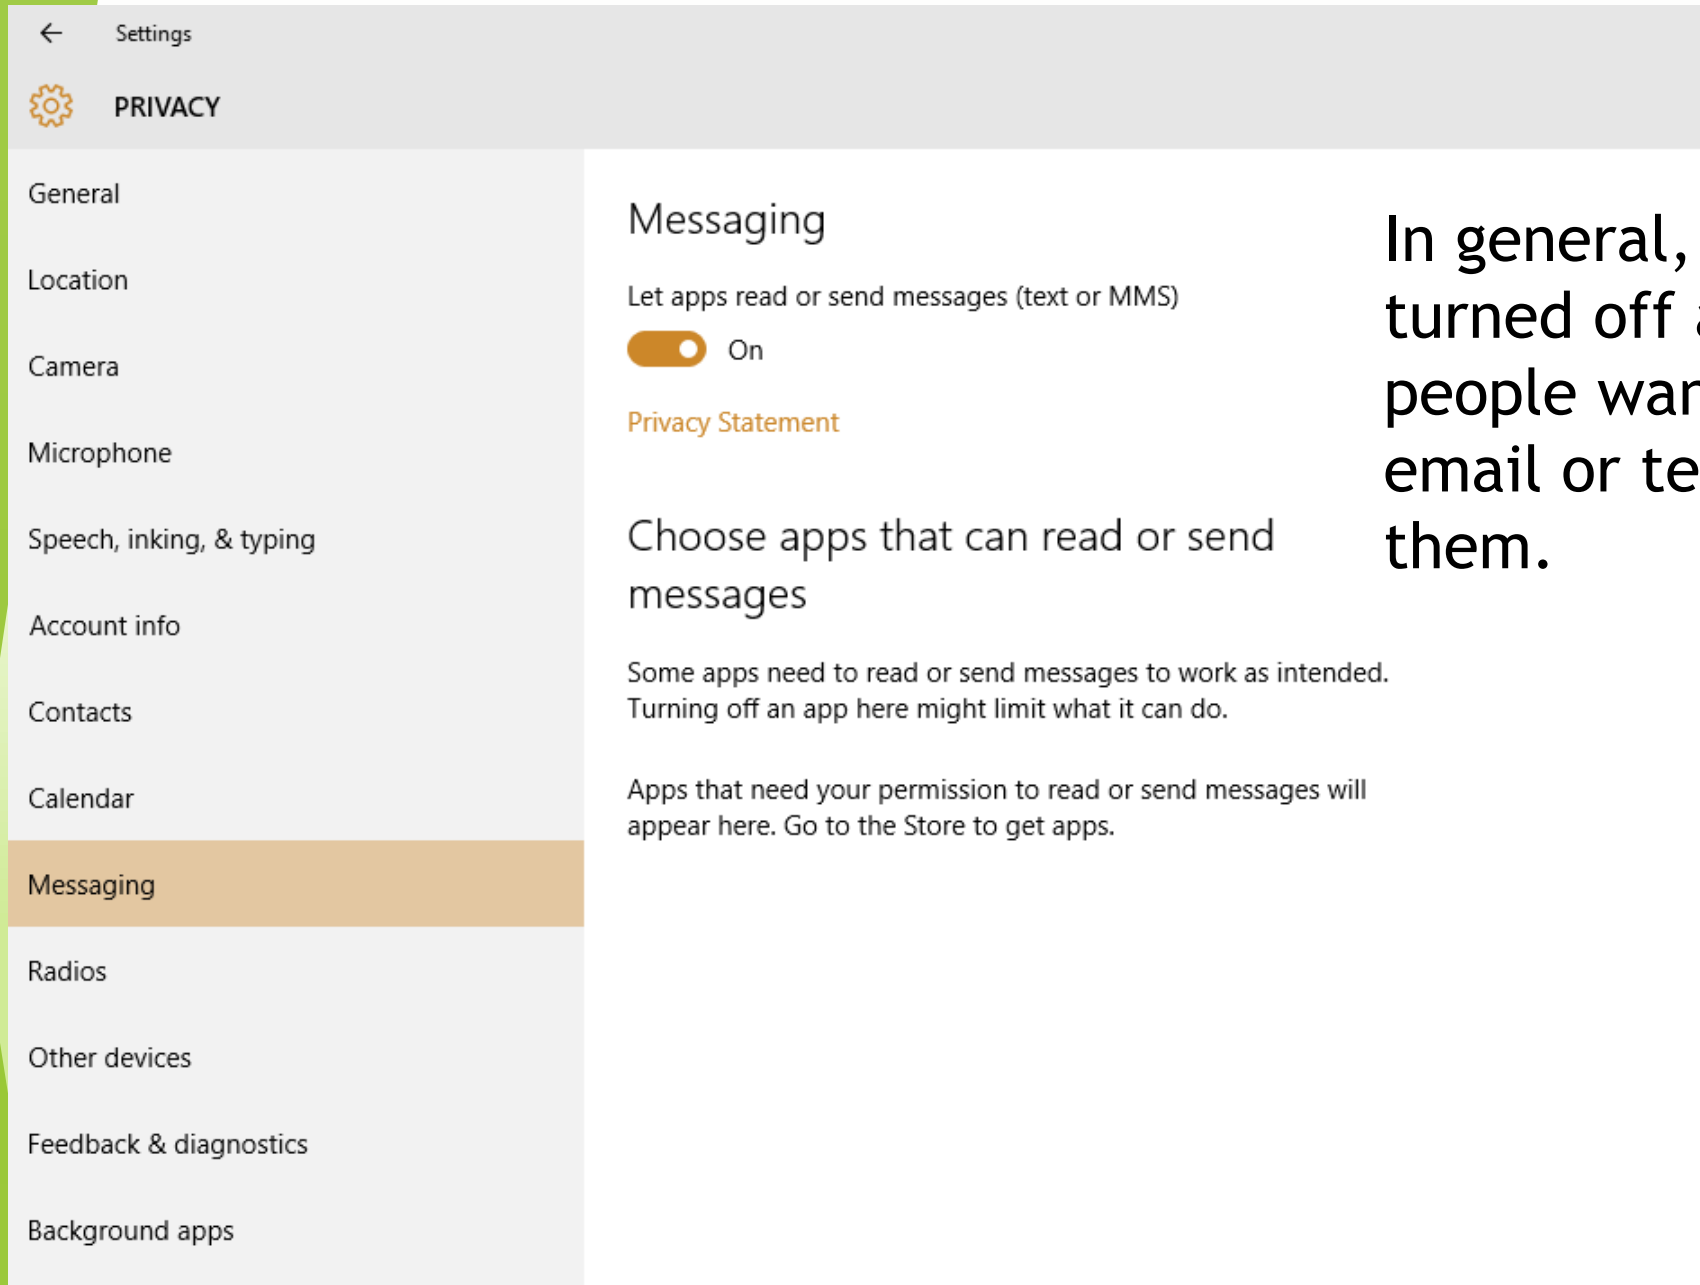 Settings
PRIVACY
General
Location
Camera
Microphone
Speech, inking, & typing
Account info
Contacts
Calendar
Messaging
Radios
Other devices
Feedback & diagnostics
Background apps
Messaging
Let apps read or send messages (text or MMS)
On
Privacy Statement
Choose apps that can read or send
messages
Some apps need to read or send messages to work as intended.
Turning off an app here might limit what it can do.
Apps that need your permission to read or send messages will
appear here. Go to the Store to get apps.
In general,
turned off
people
email or
them.